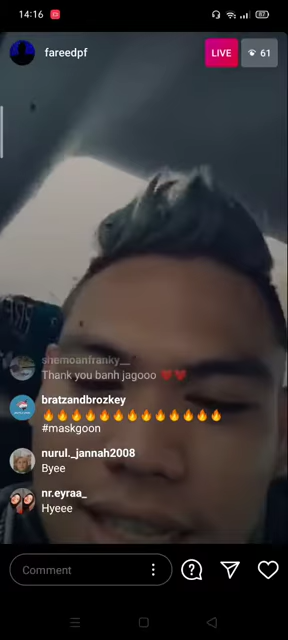 14:16
87
fareedpf
LIVE
61
shemoanfranky__
Thank you banh jagooo ❤️❤️
bratzandbrozkey
🔥🔥🔥🔥🔥🔥🔥🔥🔥🔥🔥🔥🔥
#maskgoon
nurul._jannah2008
Byee
nr.eyraa_
Hyeee
Comment